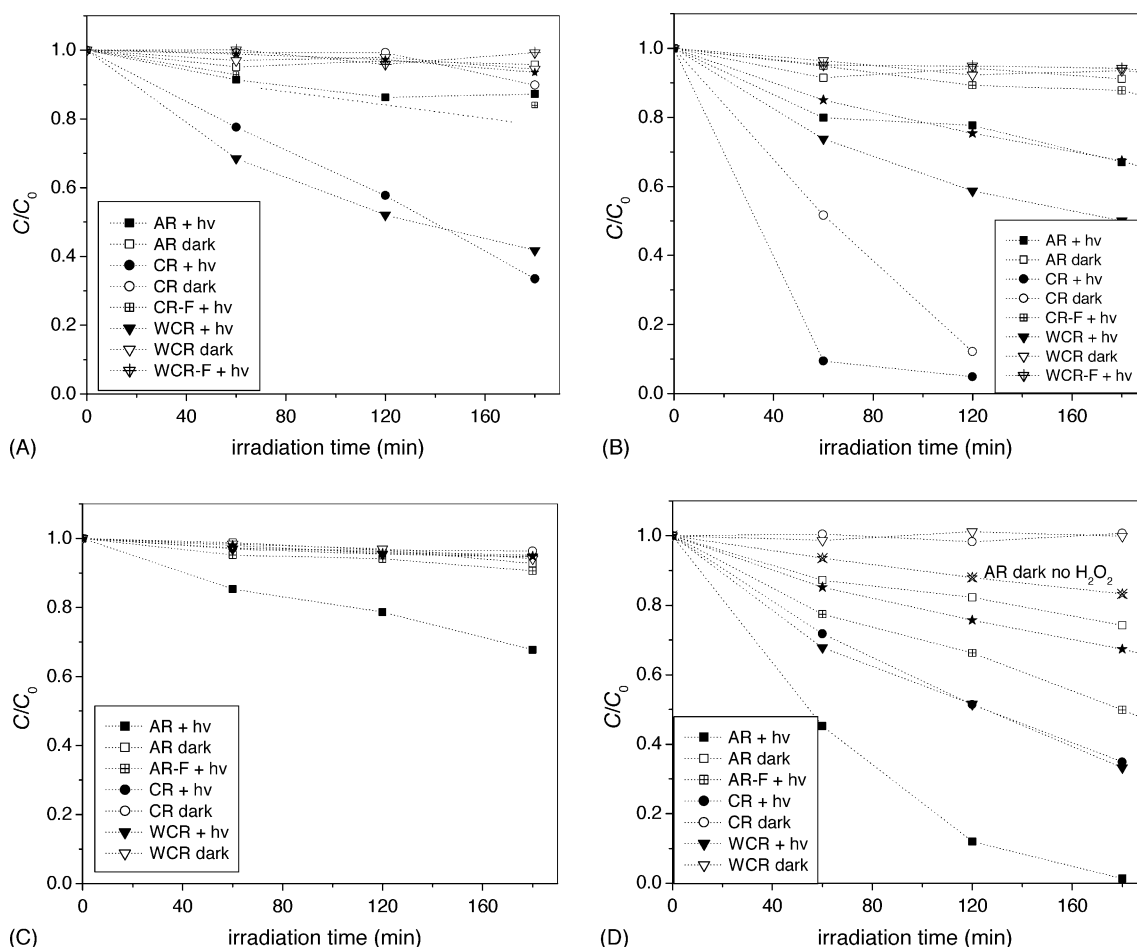 1.0
0.8
0.6
0.4
0.2
0.0
C/C0
AR + hv
AR dark
CR + hv
CR dark
CR-F + hv
WCR + hv
WCR dark
WCR-F + hv
0 40 80 120 160
irradiation time (min)
(A)
1.0
0.8
0.6
0.4
0.2
0.0
C/C0
AR + hv
AR dark
CR + hv
CR dark
CR-F + hv
WCR + hv
WCR dark
WCR-F + hv
0 40 80 120 160
irradiation time (min)
(B)
1.0
0.8
0.6
0.4
0.2
0.0
C/C0
AR + hv
AR dark
AR-F + hv
CR + hv
CR dark
WCR + hv
WCR dark
0 40 80 120 160
irradiation time (min)
(C)
1.0
0.8
0.6
0.4
0.2
0.0
C/C0
AR dark no H2O2
AR + hv
AR dark
AR-F + hv
CR + hv
CR dark
WCR + hv
WCR dark
0 40 80 120 160
irradiation time (min)
(D)